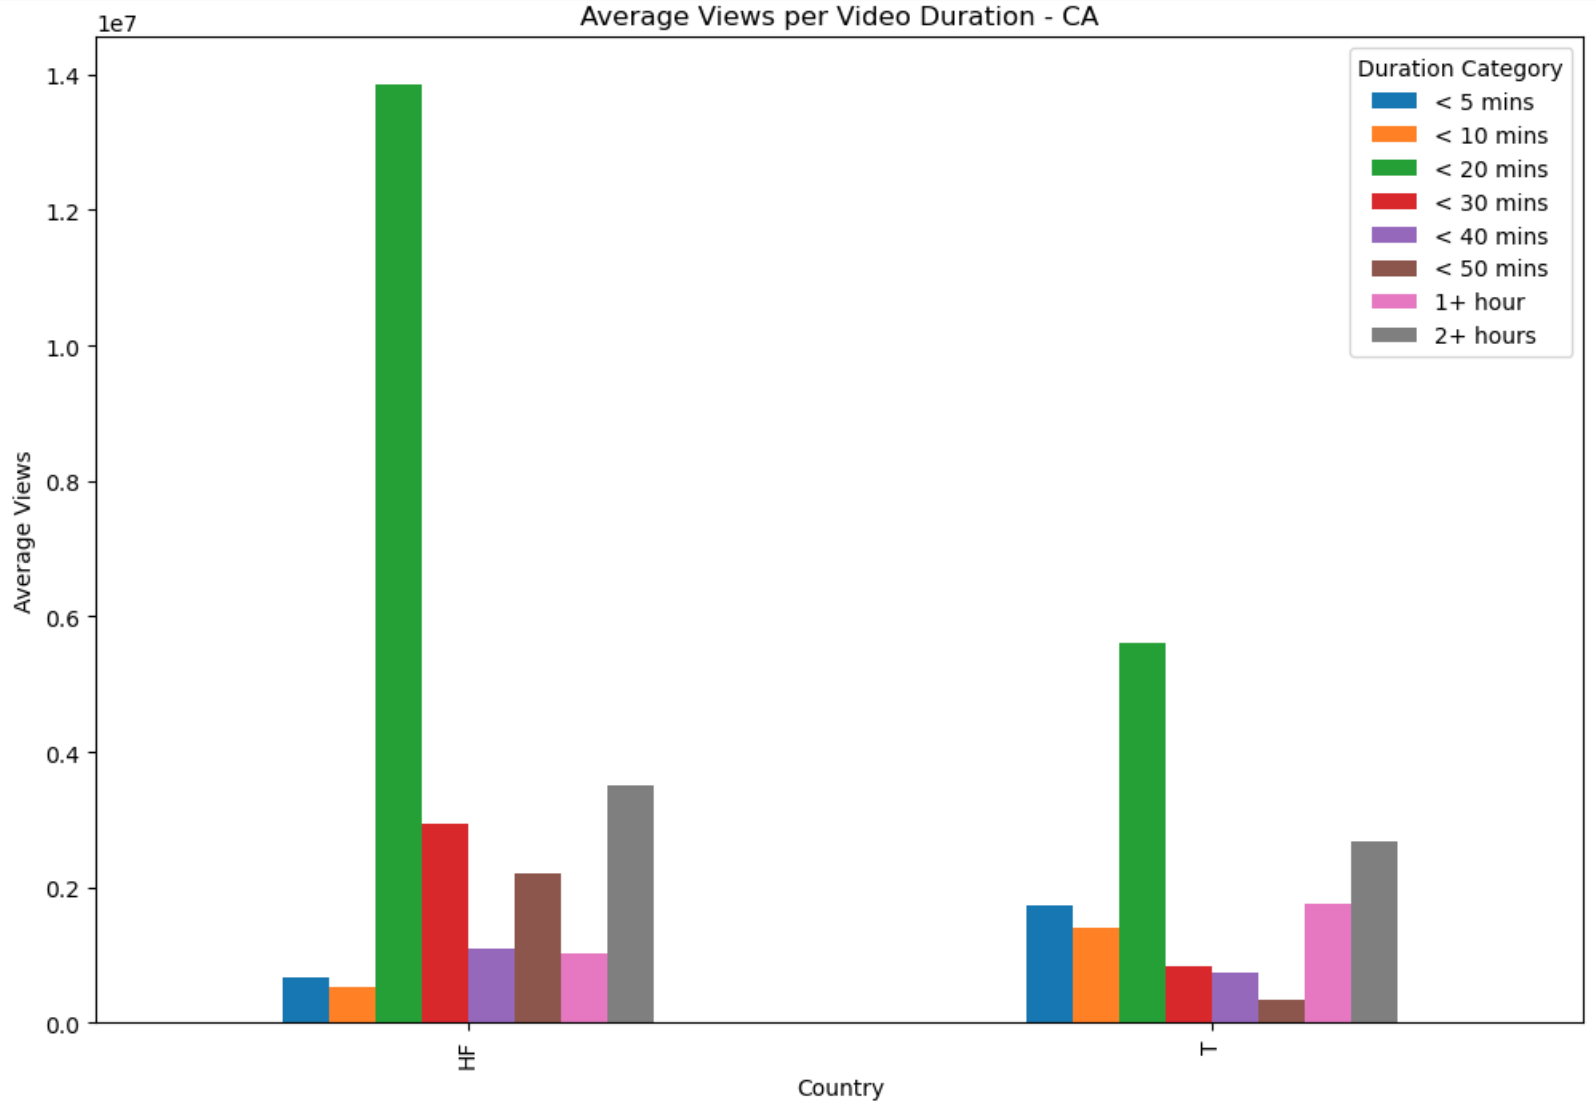 Average Views per Video Duration - CA
1e7
1.4
1.2
1.0
0.8
0.6
0.4
0.2
0.0
Average Views
HF
T
Country
Duration Category
< 5 mins
< 10 mins
< 20 mins
< 30 mins
< 40 mins
< 50 mins
1+ hour
2+ hours